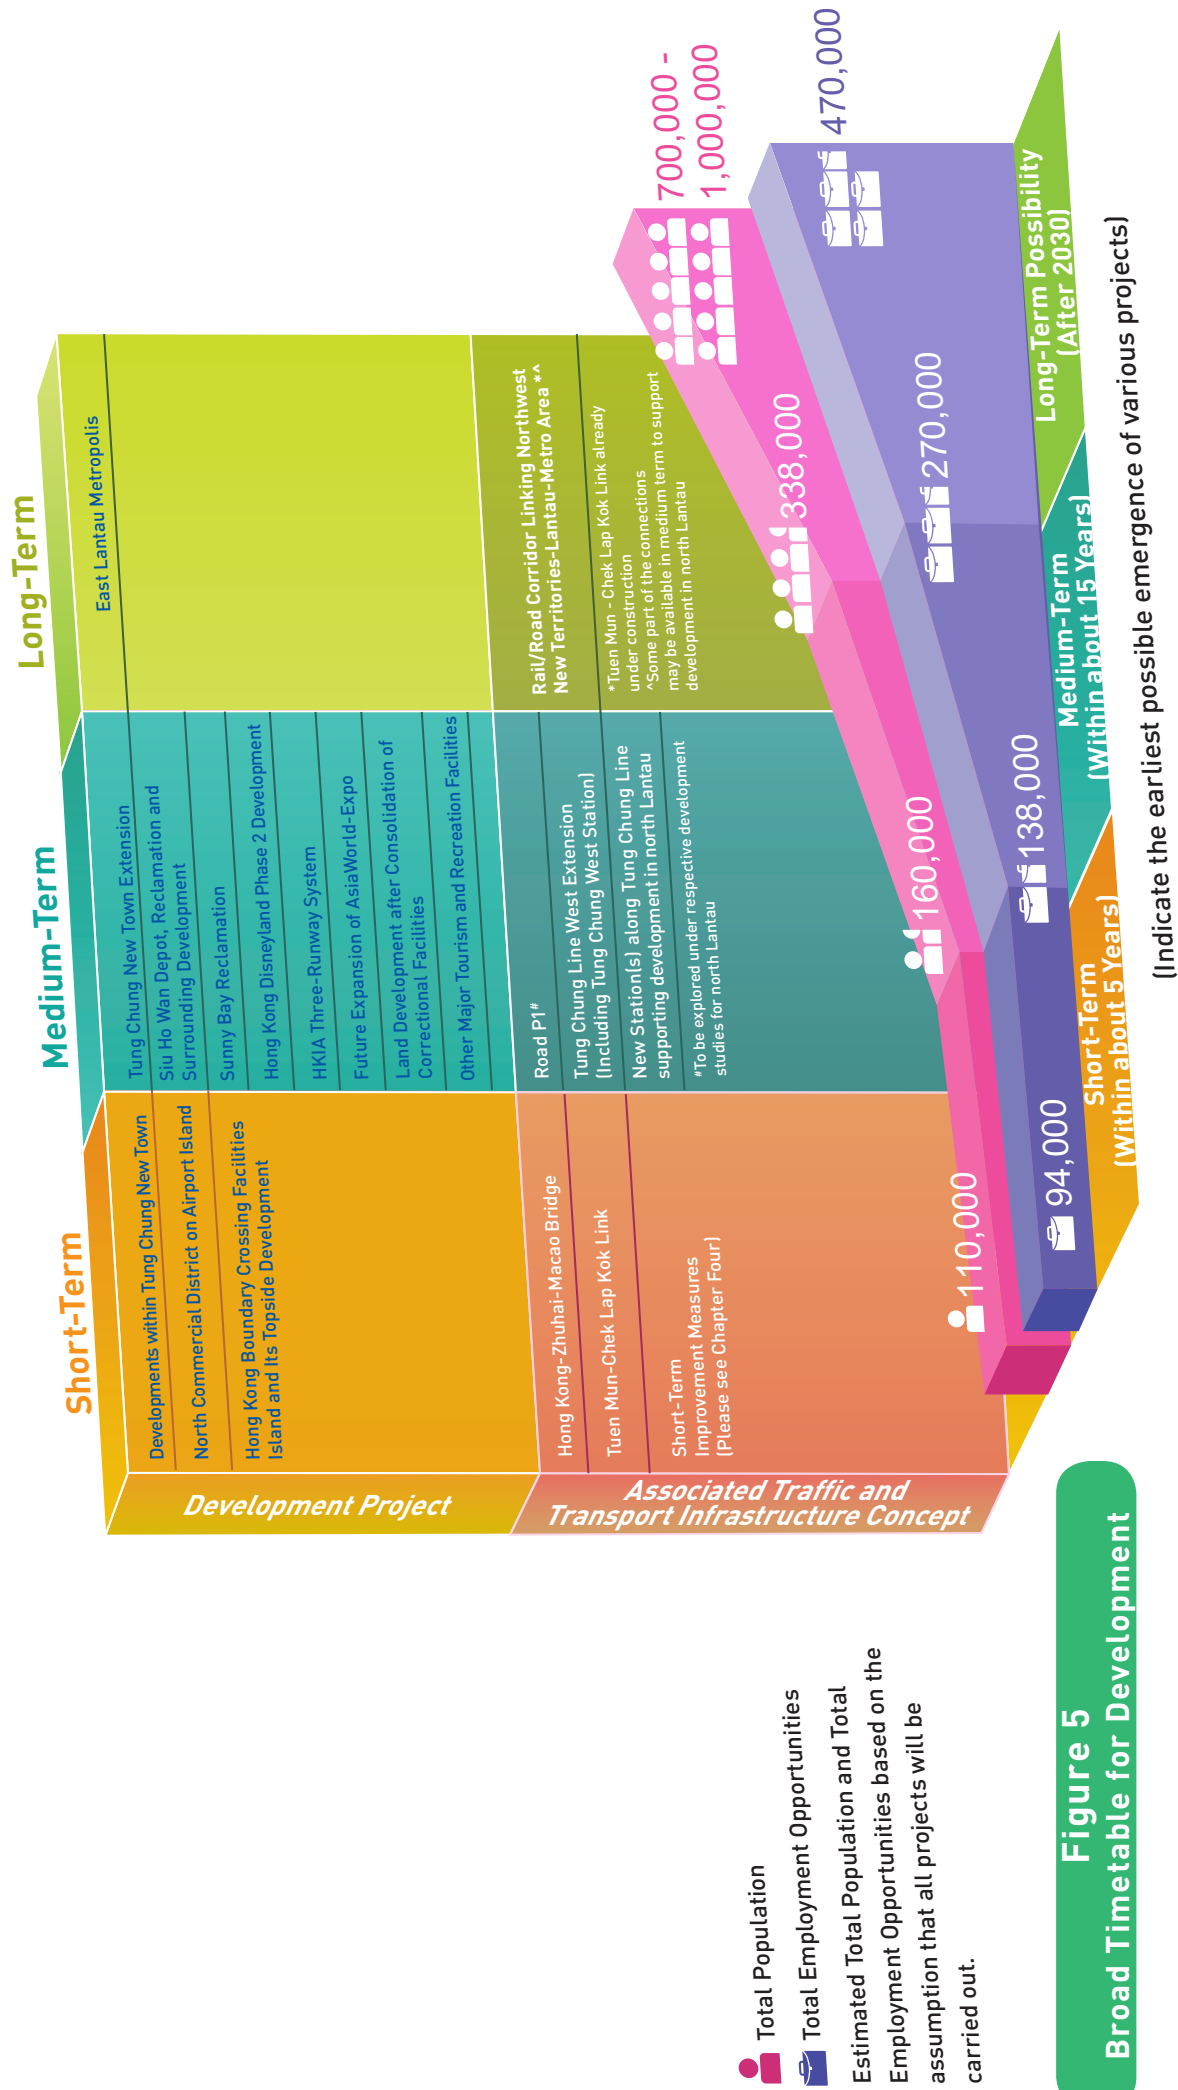 Short-Term
Medium-Term
Long-Term
Development Project
Developments within Tung Chung New Town
North Commercial District on Airport Island
Hong Kong Boundary Crossing Facilities
Island and Its Topside Development
Tung Chung New Town Extension
Siu Ho Wan Depot, Reclamation and
Surrounding Development
Sunny Bay Reclamation
Hong Kong Disneyland Phase 2 Development
HKIA Three-Runway System
Future Expansion of AsiaWorld-Expo
Land Development after Consolidation of
Correctional Facilities
Other Major Tourism and Recreation Facilities
East Lantau Metropolis
Associated Traffic and
Transport Infrastructure Concept
Hong Kong-Zhuhai-Macao Bridge
Tuen Mun-Chek Lap Kok Link
Short-Term
Improvement Measures
(Please see Chapter Four)
Road P1#
Tung Chung Line West Extension
(Including Tung Chung West Station)
New Station(s) along Tung Chung Line
supporting development in north Lantau
#To be explored under respective development
studies for north Lantau
Rail/Road Corridor Linking Northwest
New Territories-Lantau-Metro Area *^
*Tuen Mun - Chek Lap Kok Link already
under construction
^Some part of the connections
may be available in medium term to support
development in north Lantau
110,000
160,000
338,000
700,000 -
1,000,000
94,000
138,000
270,000
470,000
Short-Term
(Within about 5 Years)
Medium-Term
(Within about 15 Years)
Long-Term Possibility
(After 2030)
(Indicate the earliest possible emergence of various projects)
Total Population
Total Employment Opportunities
Estimated Total Population and Total
Employment Opportunities based on the
assumption that all projects will be
carried out.
Figure 5
Broad Timetable for Development